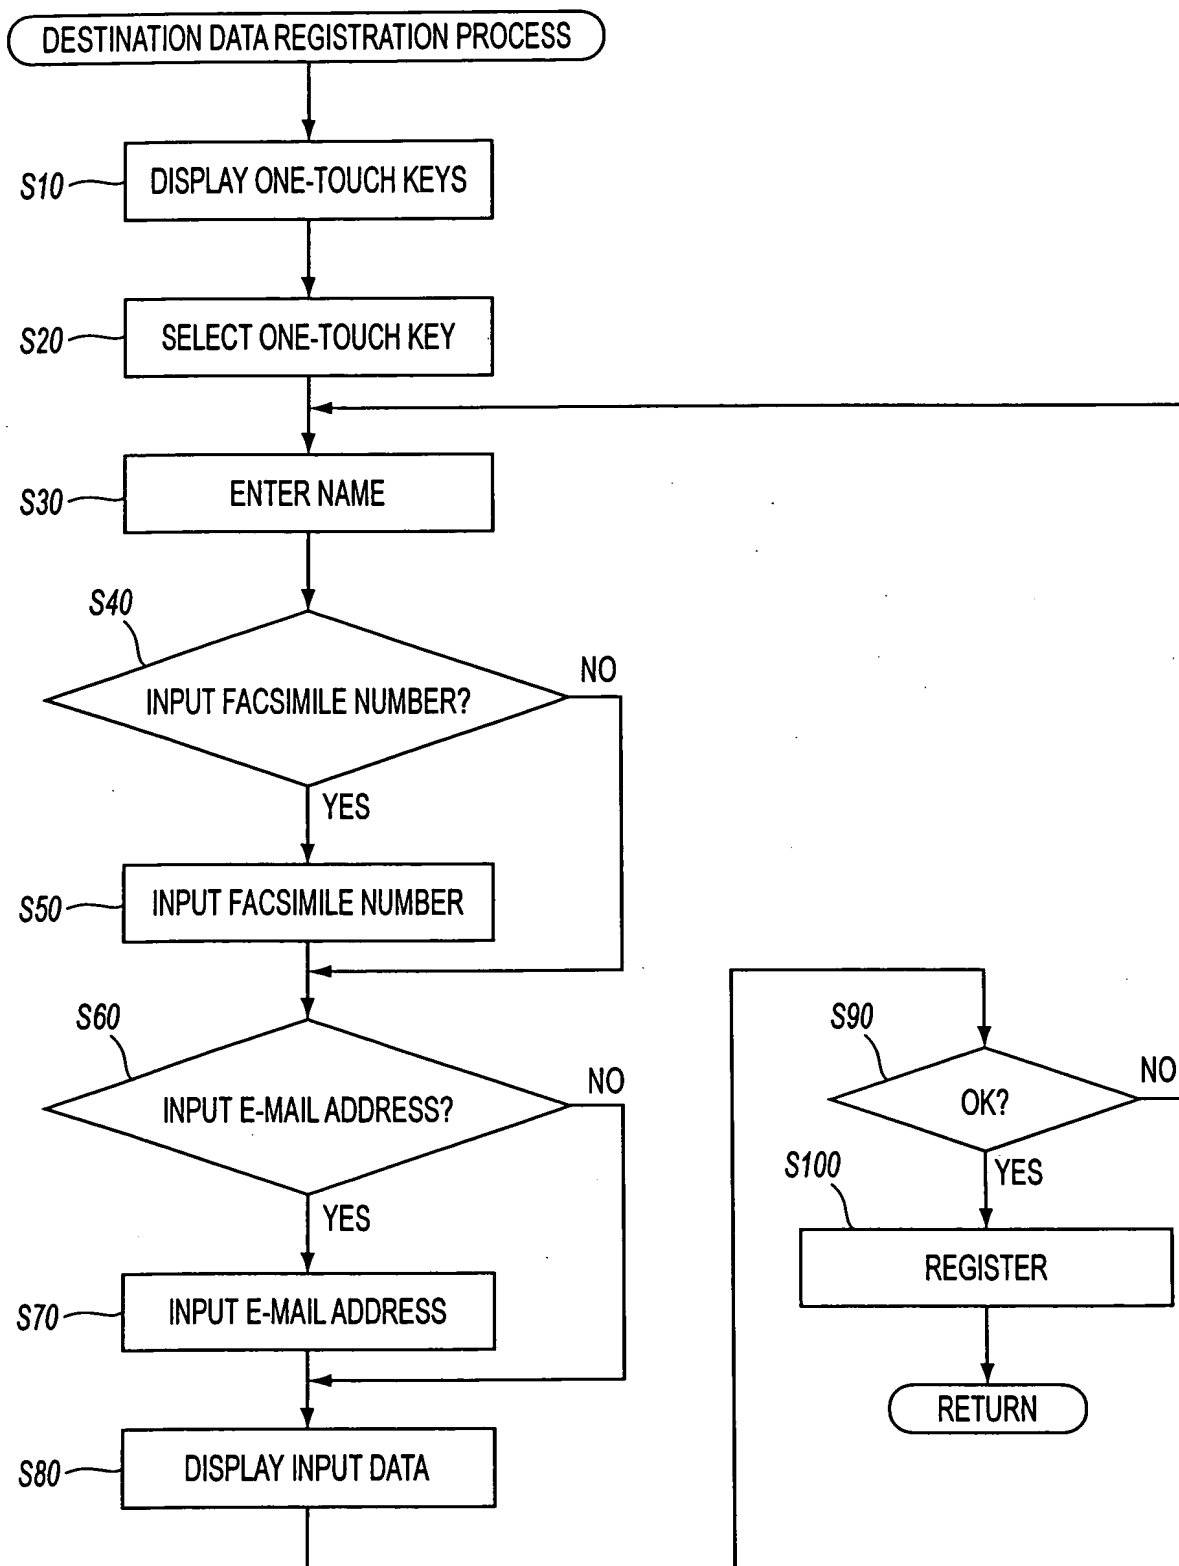 DESTINATION DATA REGISTRATION PROCESS
S10
DISPLAY ONE-TOUCH KEYS
S20
SELECT ONE-TOUCH KEY
S30
ENTER NAME
S40
INPUT FACSIMILE NUMBER?
NO
YES
S50
INPUT FACSIMILE NUMBER
S60
INPUT E-MAIL ADDRESS?
NO
YES
S70
INPUT E-MAIL ADDRESS
S80
DISPLAY INPUT DATA
S90
OK?
NO
YES
S100
REGISTER
RETURN